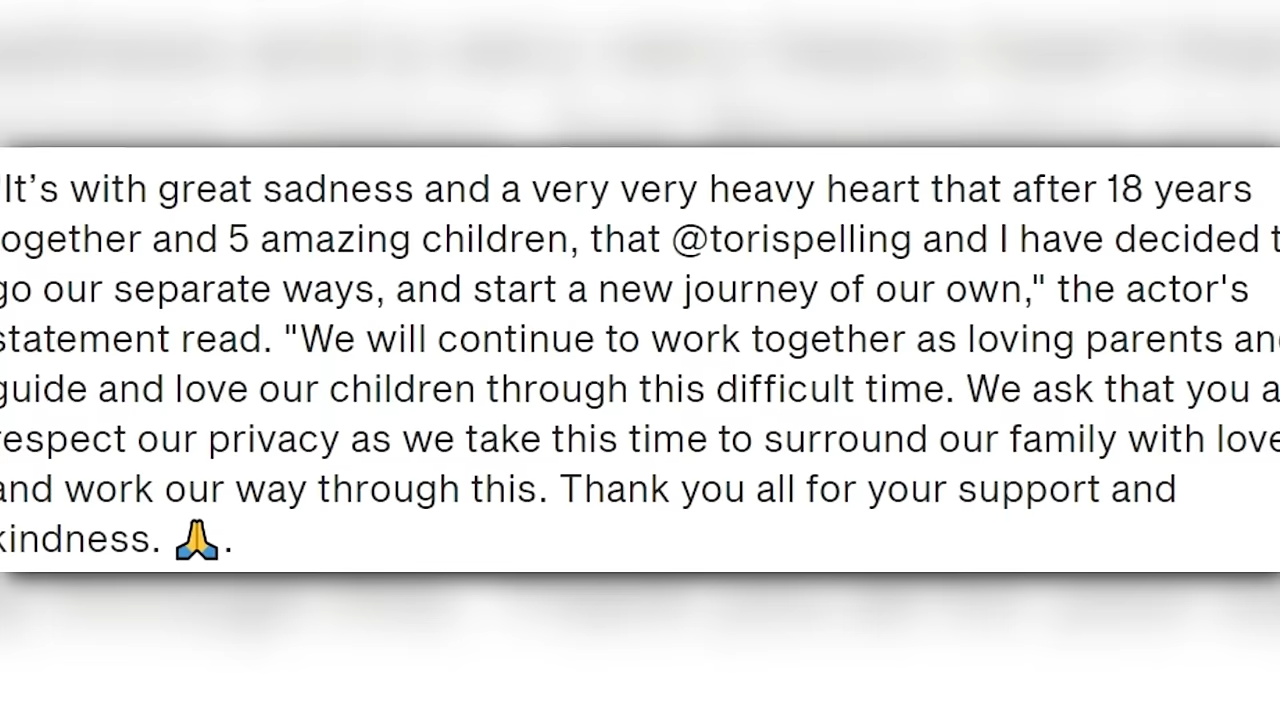 "It’s with great sadness and a very very heavy heart that after 18 years
ogether and 5 amazing children, that @torispelling and I have decided t
go our separate ways, and start a new journey of our own," the actor's
statement read. "We will continue to work together as loving parents an
guide and love our children through this difficult time. We ask that you a
respect our privacy as we take this time to surround our family with love
and work our way through this. Thank you all for your support and
kindness. 🙏.